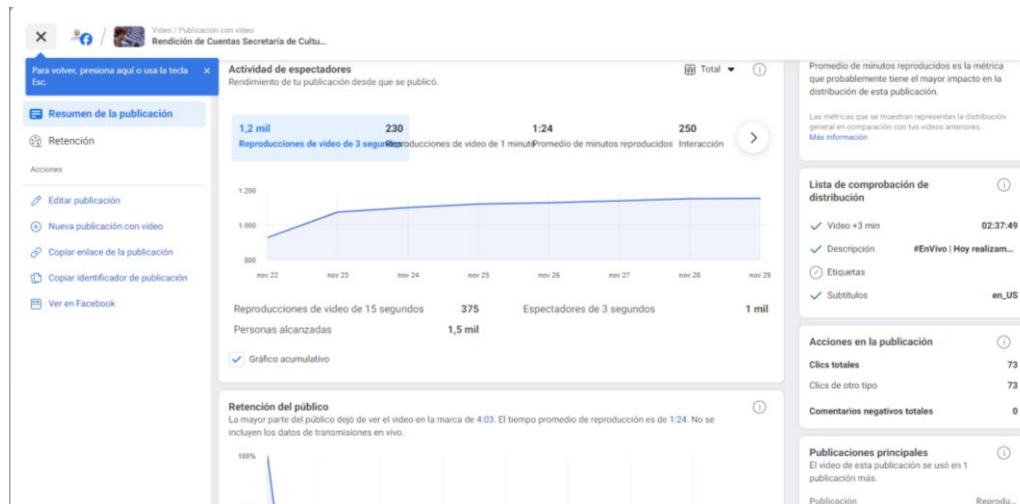 Video / Publicación con video
Rendición de Cuentas Secretaría de Cultu...
Para volver, presiona aquí o usa la tecla
Esc.
Resumen de la publicación
Retención
Acciones
Editar publicación
Nueva publicación con video
Copiar enlace de la publicación
Copiar identificador de publicación
Ver en Facebook
Actividad de espectadores
Total
Rendimiento de tu publicación desde que se publicó.
1,2 mil
230
1:24
250
Reproducciones de video de 3 segundos
Reproducciones de video de 1 minuto
Promedio de minutos reproducidos
Interacción
1.200
1.000
800
nov 22
nov 23
nov 24
nov 25
nov 26
nov 27
nov 28
nov 29
Reproducciones de video de 15 segundos 375
Espectadores de 3 segundos 1 mil
Personas alcanzadas 1,5 mil
Gráfico acumulativo
Retención del público
La mayor parte del público dejó de ver el video en la marca de 4:03. El tiempo promedio de reproducción es de 1:24. No se
incluyen los datos de transmisiones en vivo.
100%
Promedio de minutos reproducidos es la métrica
que probablemente tiene el mayor impacto en la
distribución de esta publicación.
Las métricas que se muestran representan la distribución
general en comparación con tus videos anteriores.
Más información
Lista de comprobación de
distribución
Video +3 min 02:37:49
Descripción #EnVivo | Hoy realizam...
Etiquetas
Subtítulos en_US
Acciones en la publicación
Clics totales 73
Clics de otro tipo 73
Comentarios negativos totales 0
Publicaciones principales
El video de esta publicación se usó en 1
publicación más.
Publicación Reprodu...